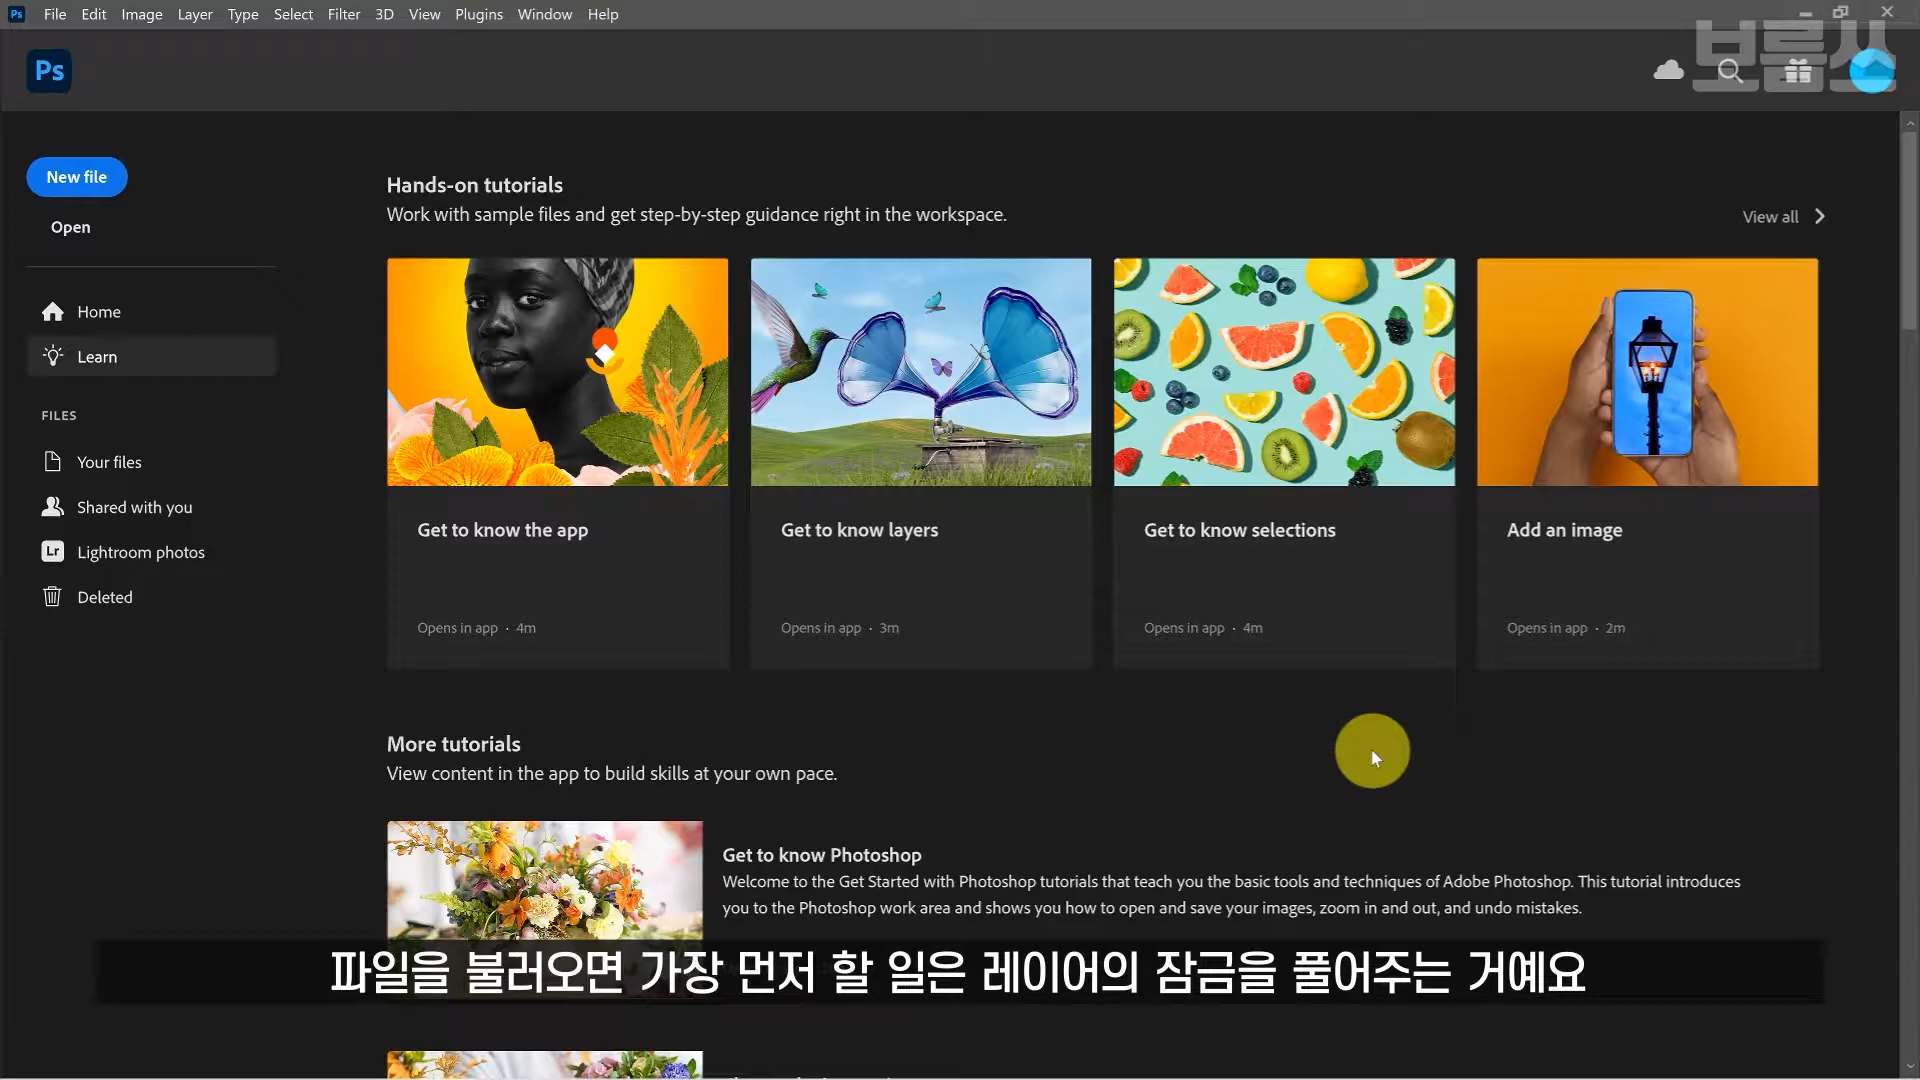 Ps File Edit Image Layer Type Select Filter 3D View Plugins Window Help
보름쇼
Ps
New file
Open
Home
Learn
FILES
Your files
Shared with you
Lr Lightroom photos
Deleted
Hands-on tutorials
Work with sample files and get step-by-step guidance right in the workspace.
View all
Get to know the app
Opens in app · 4m
Get to know layers
Opens in app · 3m
Get to know selections
Opens in app · 4m
Add an image
Opens in app · 2m
More tutorials
View content in the app to build skills at your own pace.
Get to know Photoshop
Welcome to the Get Started with Photoshop tutorials that teach you the basic tools and techniques of Adobe Photoshop. This tutorial introduces
you to the Photoshop work area and shows you how to open and save your images, zoom in and out, and undo mistakes.
파일을 불러오면 가장 먼저 할 일은 레이어의 잠금을 풀어주는 거예요